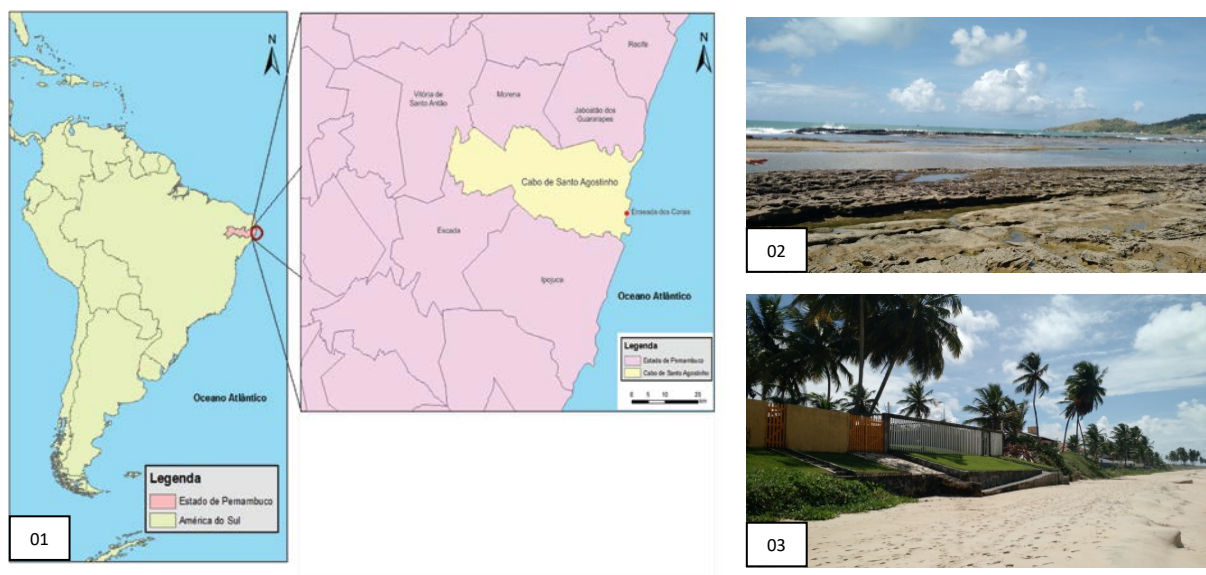 N
Oceano Atlântico
Legenda
Estado de Pernambuco
América do Sul
01
N
Recife
Vitória de
Santo Antão
Morena
Jaboatão dos
Guararapes
Cabo de Santo Agostinho
Enseada dos Corais
Escada
Ipojuca
Oceano Atlântico
Legenda
Estado de Pernambuco
Cabo de Santo Agostinho
0 5 10 20
02
03